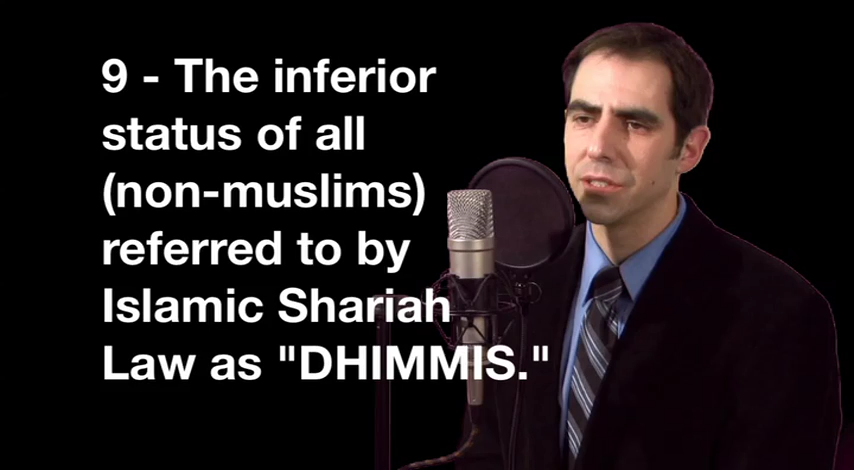 9 - The inferior
status of all
(non-muslims)
referred to by
Islamic Shariah
Law as "DHIMMIS."